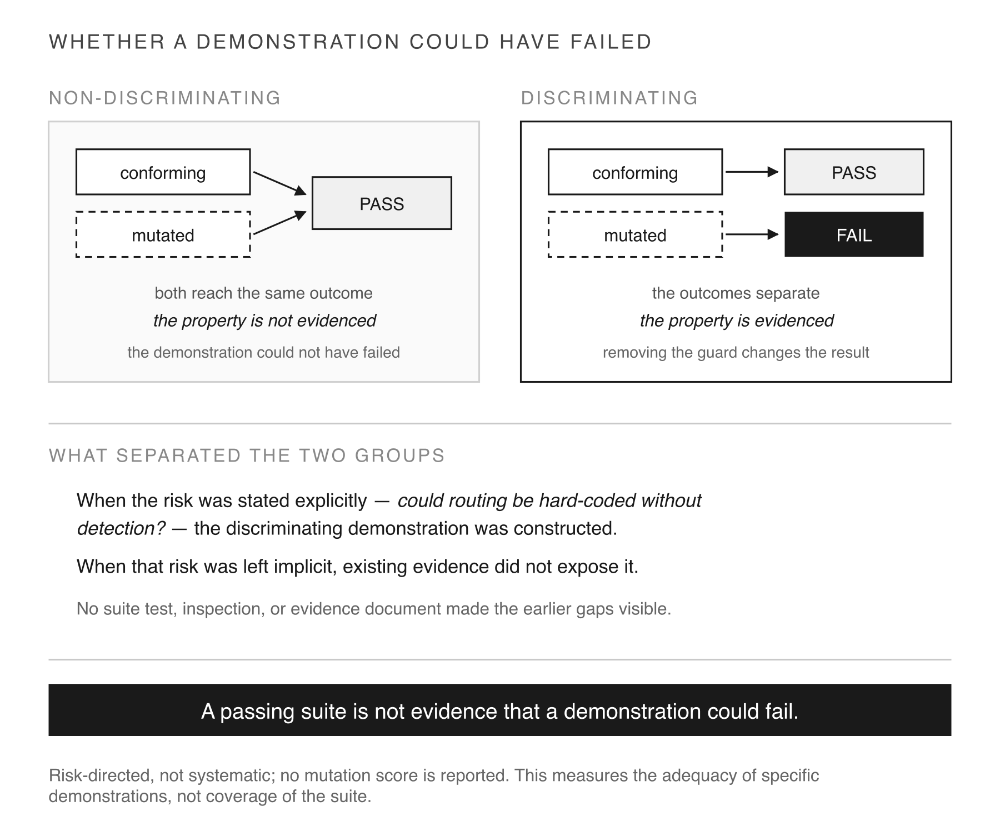 WHETHER A DEMONSTRATION COULD HAVE FAILED
NON-DISCRIMINATING
conforming
mutated
PASS
both reach the same outcome
the property is not evidenced
the demonstration could not have failed
DISCRIMINATING
conforming
PASS
mutated
FAIL
the outcomes separate
the property is evidenced
removing the guard changes the result
WHAT SEPARATED THE TWO GROUPS
When the risk was stated explicitly — could routing be hard-coded without
detection? — the discriminating demonstration was constructed.
When that risk was left implicit, existing evidence did not expose it.
No suite test, inspection, or evidence document made the earlier gaps visible.
A passing suite is not evidence that a demonstration could fail.
Risk-directed, not systematic; no mutation score is reported. This measures the adequacy of specific
demonstrations, not coverage of the suite.